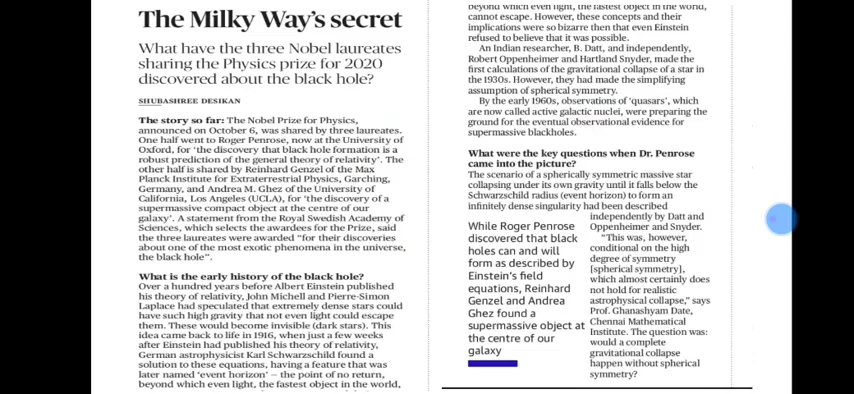 The Milky Way's secret
What have the three Nobel laureates
sharing the Physics prize for 2020
discovered about the black hole?
SHUBASHREE DESIKAN
The story so far: The Nobel Prize for Physics,
announced on October 6, was shared by three laureates.
One half went to Roger Penrose, now at the University of
Oxford, for ‘the discovery that black hole formation is a
robust prediction of the general theory of relativity’. The
other half is shared by Reinhard Genzel of the Max
Planck Institute for Extraterrestrial Physics, Garching,
Germany, and Andrea M. Ghez of the University of
California, Los Angeles (UCLA), for ‘the discovery of a
supermassive compact object at the centre of our
galaxy’. A statement from the Royal Swedish Academy of
Sciences, which selects the awardees for the Prize, said
the three laureates were awarded “for their discoveries
about one of the most exotic phenomena in the universe,
the black hole”.
What is the early history of the black hole?
Over a hundred years before Albert Einstein published
his theory of relativity, John Michell and Pierre-Simon
Laplace had speculated that extremely dense stars could
have such high gravity that not even light could escape
them. These would become invisible (dark stars). This
idea came back to life in 1916, when just a few weeks
after Einstein had published his theory of relativity,
German astrophysicist Karl Schwarzschild found a
solution to these equations, having a feature that was
later named ‘event horizon’ – the point of no return,
beyond which even light, the fastest object in the world,
beyond which even light, the fastest object in the world,
cannot escape. However, these concepts and their
implications were so bizarre then that even Einstein
refused to believe that it was possible.
An Indian researcher, B. Datt, and independently,
Robert Oppenheimer and Hartland Snyder, made the
first calculations of the gravitational collapse of a star in
the 1930s. However, they had made the simplifying
assumption of spherical symmetry.
By the early 1960s, observations of ‘quasars’, which
are now called active galactic nuclei, were preparing the
ground for the eventual observational evidence for
supermassive blackholes.
What were the key questions when Dr. Penrose
came into the picture?
The scenario of a spherically symmetric massive star
collapsing under its own gravity until it falls below the
Schwarzschild radius (event horizon) to form an
infinitely dense singularity had been described
independently by Datt and
Oppenheimer and Snyder.
“This was, however,
conditional on the high
degree of symmetry
[spherical symmetry],
which almost certainly does
not hold for realistic
astrophysical collapse,” says
Prof. Ghanashyam Date,
Chennai Mathematical
Institute. The question was:
would a complete
gravitational collapse
happen without spherical
symmetry?
While Roger Penrose
discovered that black
holes can and will
form as described by
Einstein's field
equations, Reinhard
Genzel and Andrea
Ghez found a
supermassive object at
the centre of our
galaxy